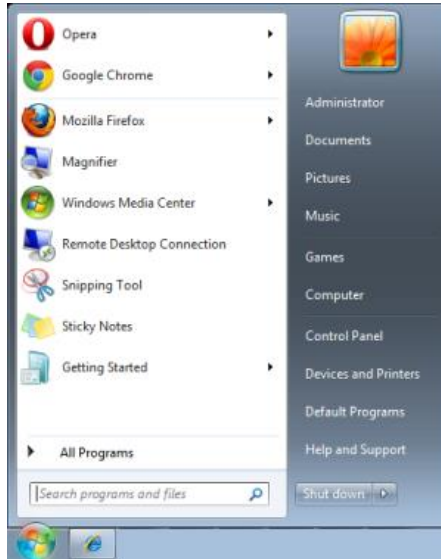 Opera
Google Chrome
Mozilla Firefox
Magnifier
Windows Media Center
Remote Desktop Connection
Snipping Tool
Sticky Notes
Getting Started
All Programs
Search programs and files
Administrator
Documents
Pictures
Music
Games
Computer
Control Panel
Devices and Printers
Default Programs
Help and Support
Shut down